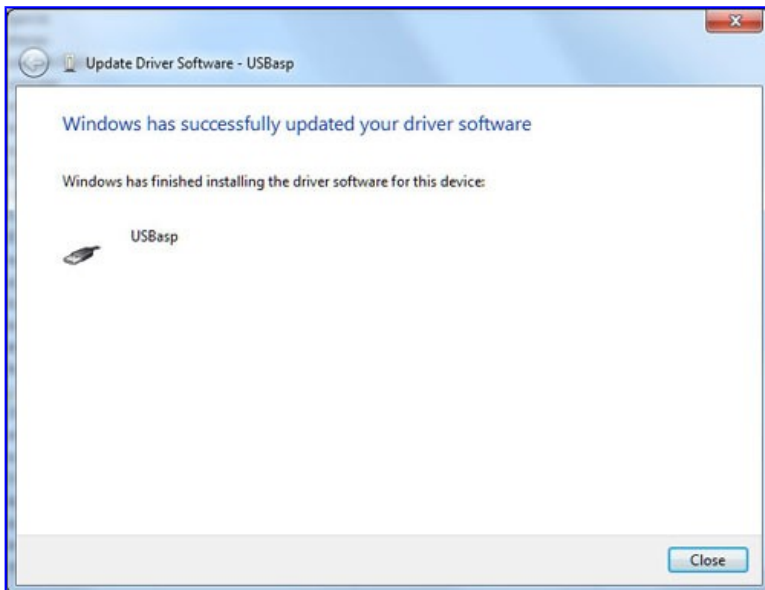 Update Driver Software - USBasp
Windows has successfully updated your driver software
Windows has finished installing the driver software for this device:
USBasp
Close